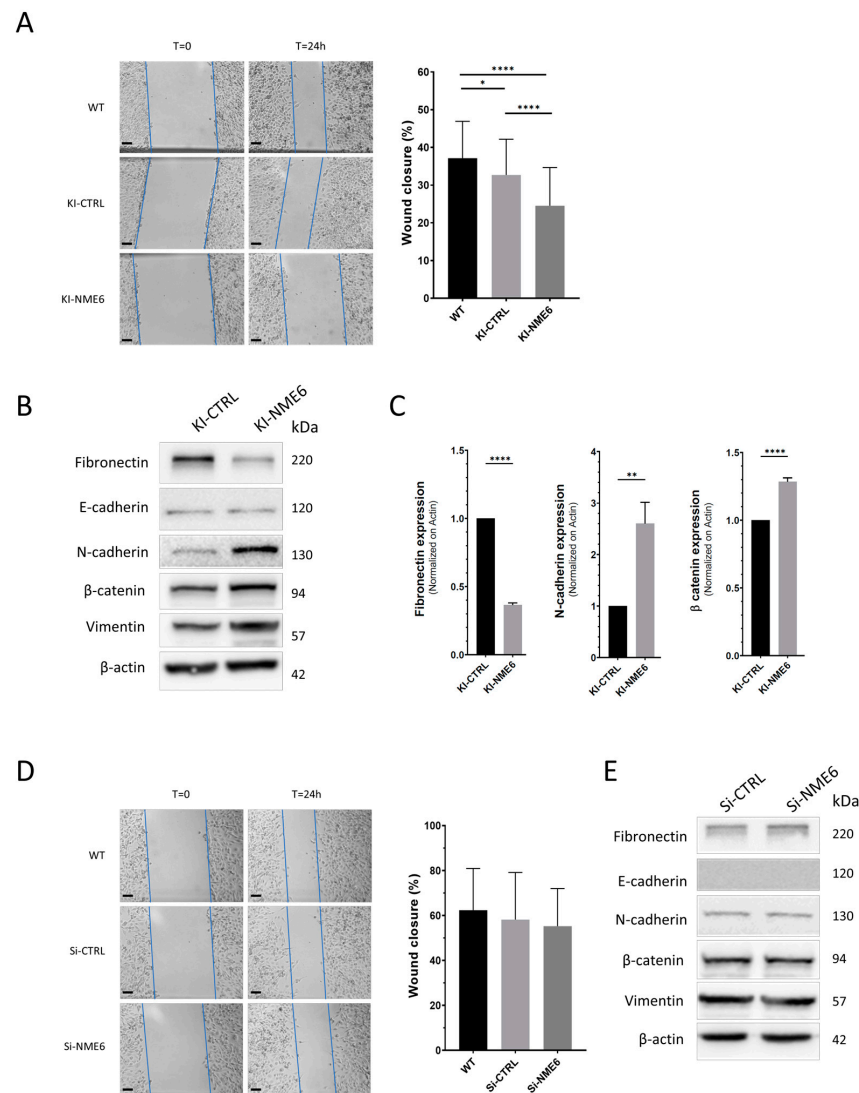 A
T=0
T=24h
WT
KI-CTRL
KI-NME6
Wound closure (%)
60
50
40
30
20
10
0
****
*
****
WT
KI-CTRL
KI-NME6
B
KI-CTRL
KI-NME6
kDa
Fibronectin
220
E-cadherin
120
N-cadherin
130
β-catenin
94
Vimentin
57
β-actin
42
C
Fibronectin expression
(Normalized on Actin)
1.5
1.0
0.5
0.0
****
KI-CTRL
KI-NME6
N-cadherin expression
(Normalized on Actin)
4
3
2
1
0
**
KI-CTRL
KI-NME6
β catenin expression
(Normalized on Actin)
1.5
1.0
0.5
0.0
****
KI-CTRL
KI-NME6
D
T=0
T=24h
WT
Si-CTRL
Si-NME6
Wound closure (%)
100
80
60
40
20
0
WT
Si-CTRL
Si-NME6
E
Si-CTRL
Si-NME6
kDa
Fibronectin
220
E-cadherin
120
N-cadherin
130
β-catenin
94
Vimentin
57
β-actin
42